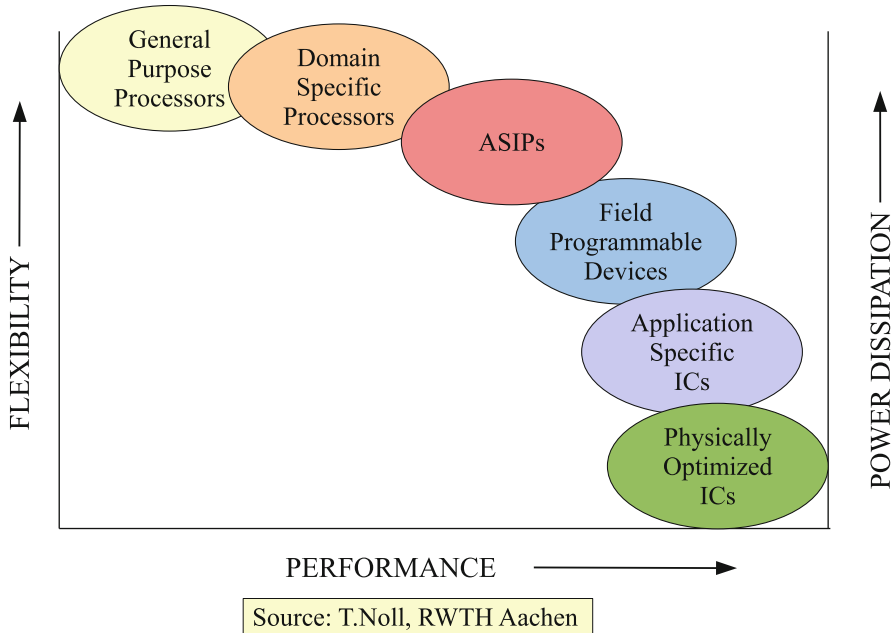 General
Purpose
Processors
Domain
Specific
Processors
ASIPs
Field
Programmable
Devices
Application
Specific
ICs
Physically
Optimized
ICs
FLEXIBILITY
POWER DISSIPATION
PERFORMANCE
Source: T.Noll, RWTH Aachen